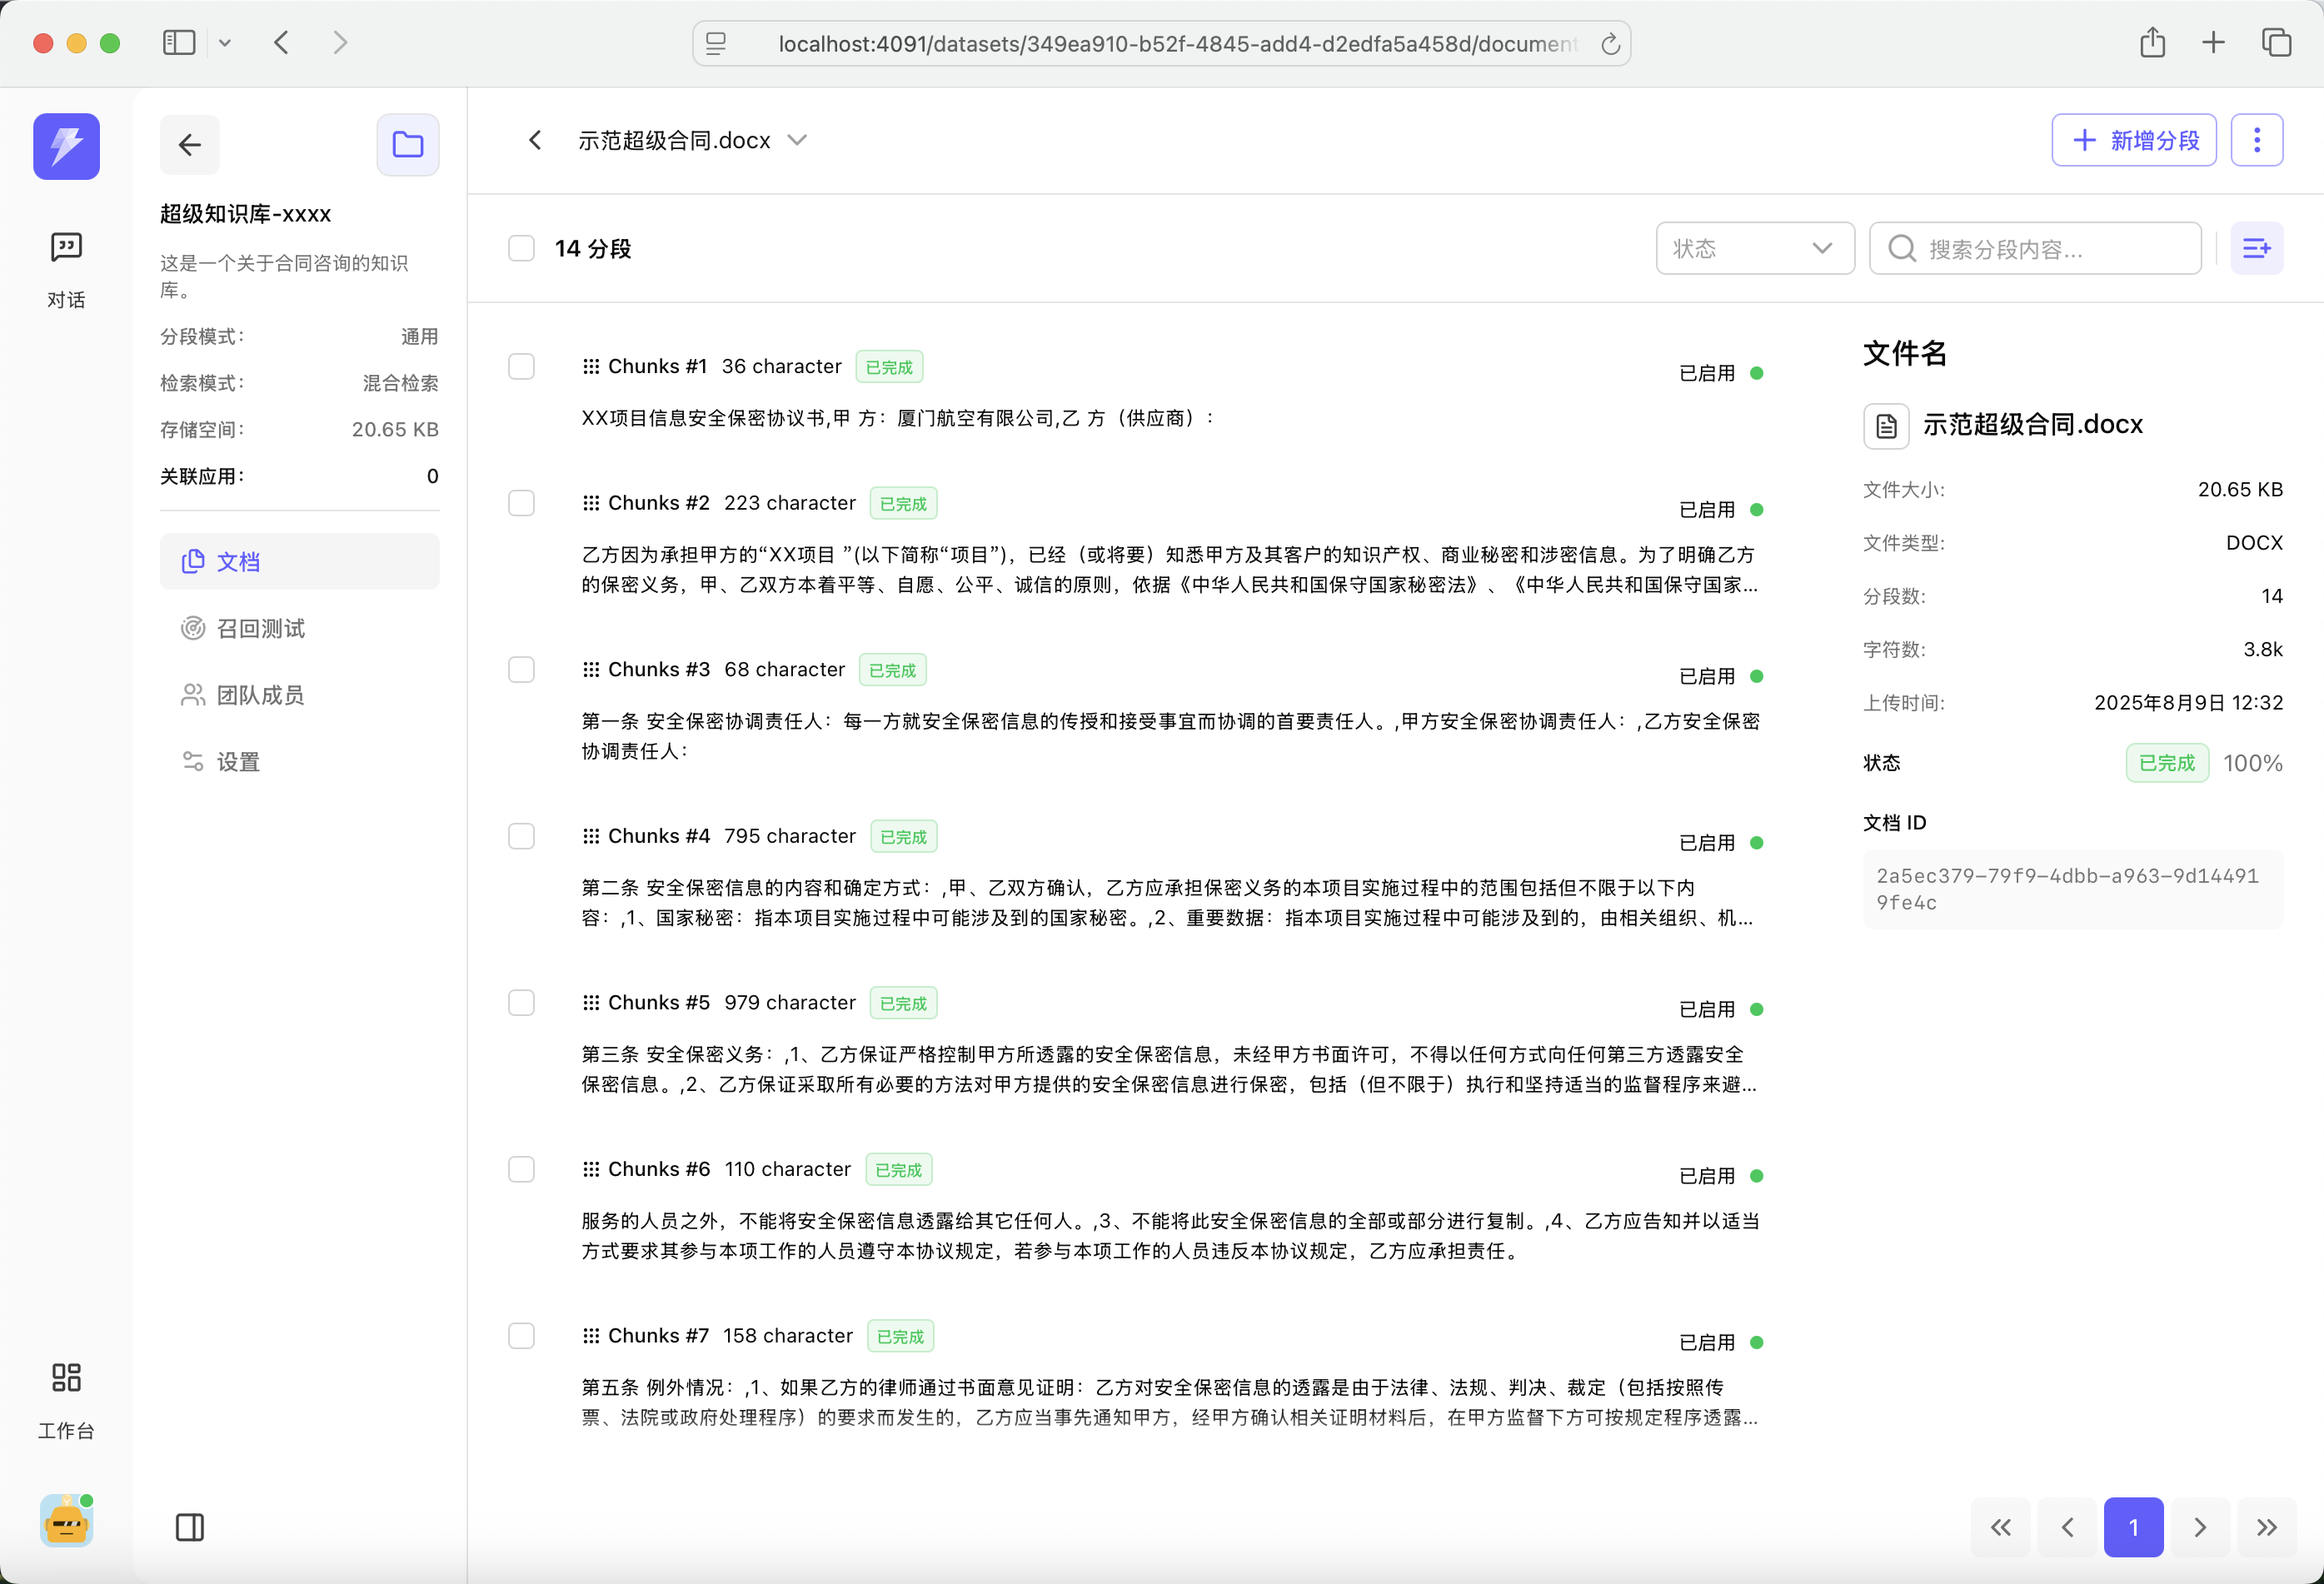 localhost:4091/datasets/349ea910-b52f-4845-add4-d2edfa5a458d/document
对话
工作台
超级知识库-xxxx
这是一个关于合同咨询的知识
库。
分段模式: 通用
检索模式: 混合检索
存储空间: 20.65 KB
关联应用: 0
文档
召回测试
团队成员
设置
示范超级合同.docx
新增分段
14 分段
状态
搜索分段内容...
Chunks #1 36 character 已完成 已启用
XX项目信息安全保密协议书,甲 方：厦门航空有限公司,乙 方（供应商）:
Chunks #2 223 character 已完成 已启用
乙方因为承担甲方的“XX项目 ”(以下简称“项目”)，已经（或将要）知悉甲方及其客户的知识产权、商业秘密和涉密信息。为了明确乙方
的保密义务，甲、乙双方本着平等、自愿、公平、诚信的原则，依据《中华人民共和国保守国家秘密法》、《中华人民共和国保守国家...
Chunks #3 68 character 已完成 已启用
第一条 安全保密协调责任人：每一方就安全保密信息的传授和接受事宜而协调的首要责任人。,甲方安全保密协调责任人：,乙方安全保密
协调责任人：
Chunks #4 795 character 已完成 已启用
第二条 安全保密信息的内容和确定方式：,甲、乙双方确认，乙方应承担保密义务的本项目实施过程中的范围包括但不限于以下内
容：,1、国家秘密：指本项目实施过程中可能涉及到的国家秘密。,2、重要数据：指本项目实施过程中可能涉及到的，由相关组织、机...
Chunks #5 979 character 已完成 已启用
第三条 安全保密义务：,1、乙方保证严格控制甲方所透露的安全保密信息，未经甲方书面许可，不得以任何方式向任何第三方透露安全
保密信息。,2、乙方保证采取所有必要的方法对甲方提供的安全保密信息进行保密，包括（但不限于）执行和坚持适当的监督程序来避...
Chunks #6 110 character 已完成 已启用
服务的人员之外，不能将安全保密信息透露给其它任何人。,3、不能将此安全保密信息的全部或部分进行复制。,4、乙方应告知并以适当
方式要求其参与本项工作的人员遵守本协议规定，若参与本项工作的人员违反本协议规定，乙方应承担责任。
Chunks #7 158 character 已完成 已启用
第五条 例外情况：,1、如果乙方的律师通过书面意见证明：乙方对安全保密信息的透露是由于法律、法规、判决、裁定（包括按照传
票、法院或政府处理程序）的要求而发生的，乙方应当事先通知甲方，经甲方确认相关证明材料后，在甲方监督下方可按规定程序透露...
文件名
示范超级合同.docx
文件大小: 20.65 KB
文件类型: DOCX
分段数: 14
字符数: 3.8k
上传时间: 2025年8月9日 12:32
状态 已完成 100%
文档 ID
2a5ec379-79f9-4dbb-a963-9d14491
9fe4c
1